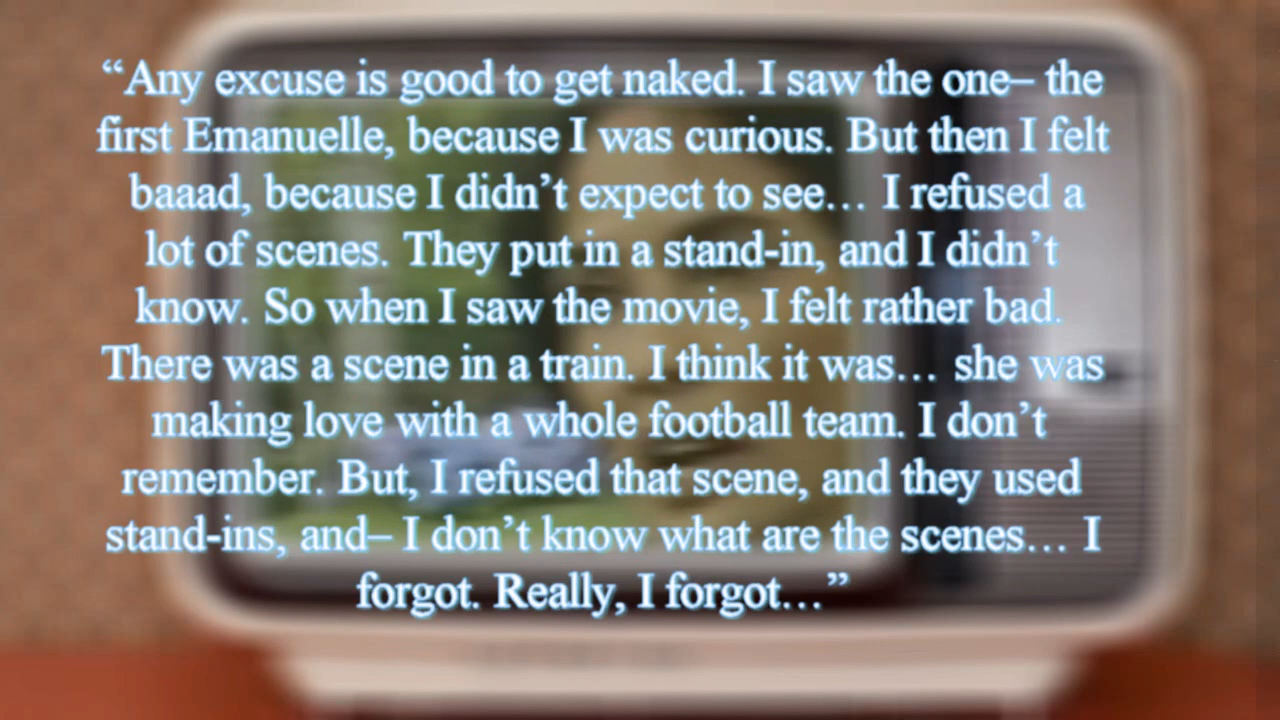 “Any excuse is good to get naked. I saw the one– the
first Emanuelle, because I was curious. But then I felt
baaad, because I didn’t expect to see… I refused a
lot of scenes. They put in a stand-in, and I didn’t
know. So when I saw the movie, I felt rather bad.
There was a scene in a train. I think it was… she was
making love with a whole football team. I don’t
remember. But, I refused that scene, and they used
stand-ins, and– I don’t know what are the scenes… I
forgot. Really, I forgot…”